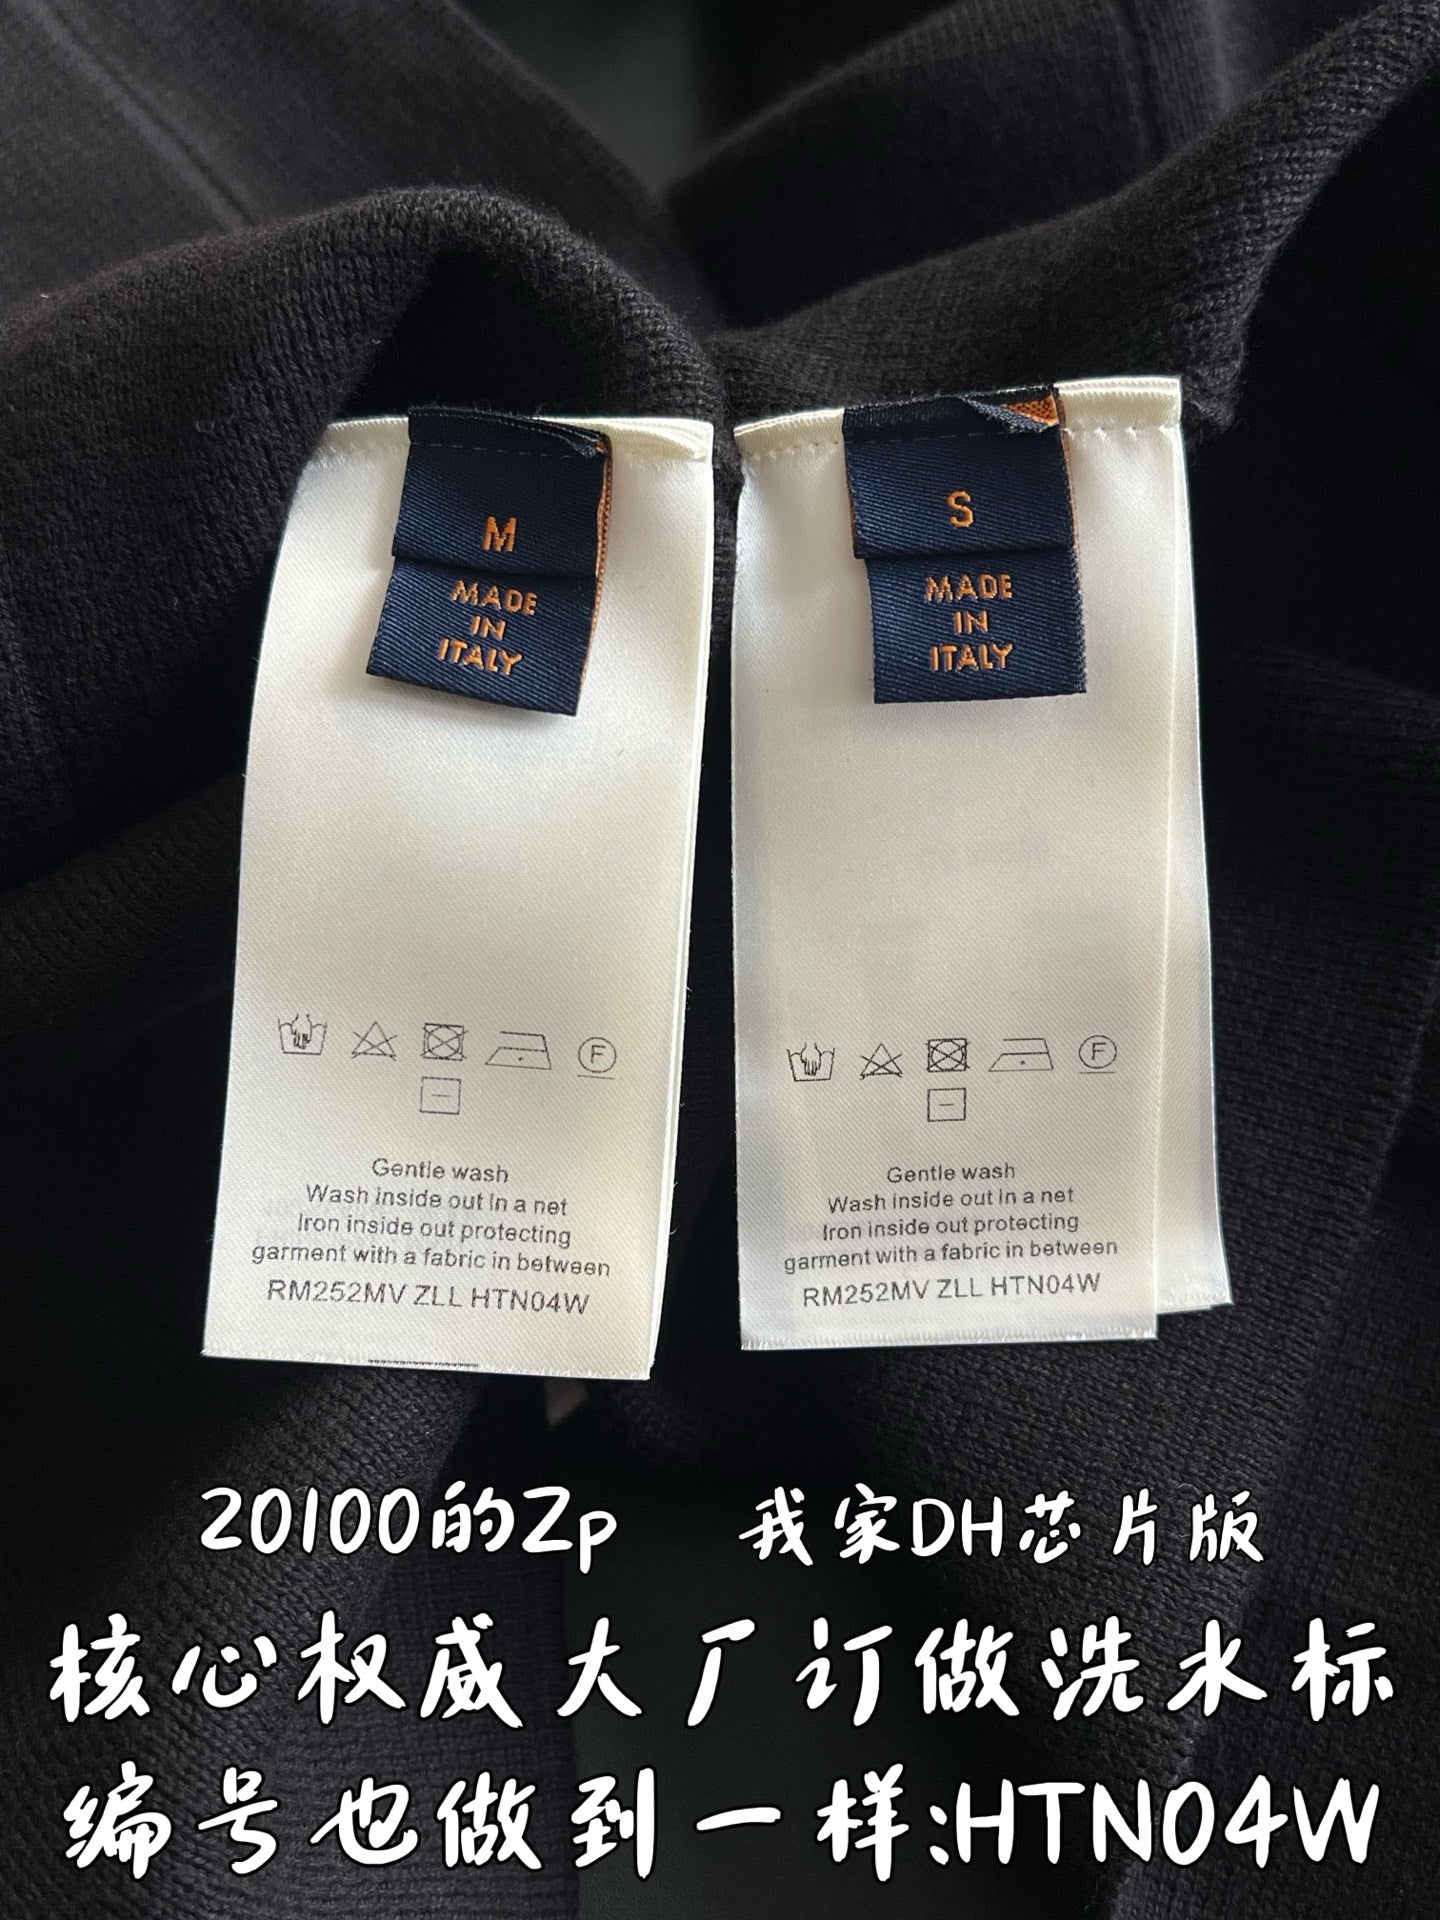 M
MADE
IN
ITALY
S
MADE
IN
ITALY
F
Gentle wash
Wash inside out in a net
Iron inside out protecting
garment with a fabric in between
RM252MV ZLL HTN04W
F
Gentle wash
Wash inside out in a net
Iron inside out protecting
garment with a fabric in between
RM252MV ZLL HTN04W
20100的Zp 我家DH芯片版
核心权威大厂订做洗水标
编号也做到一样:HTN04W